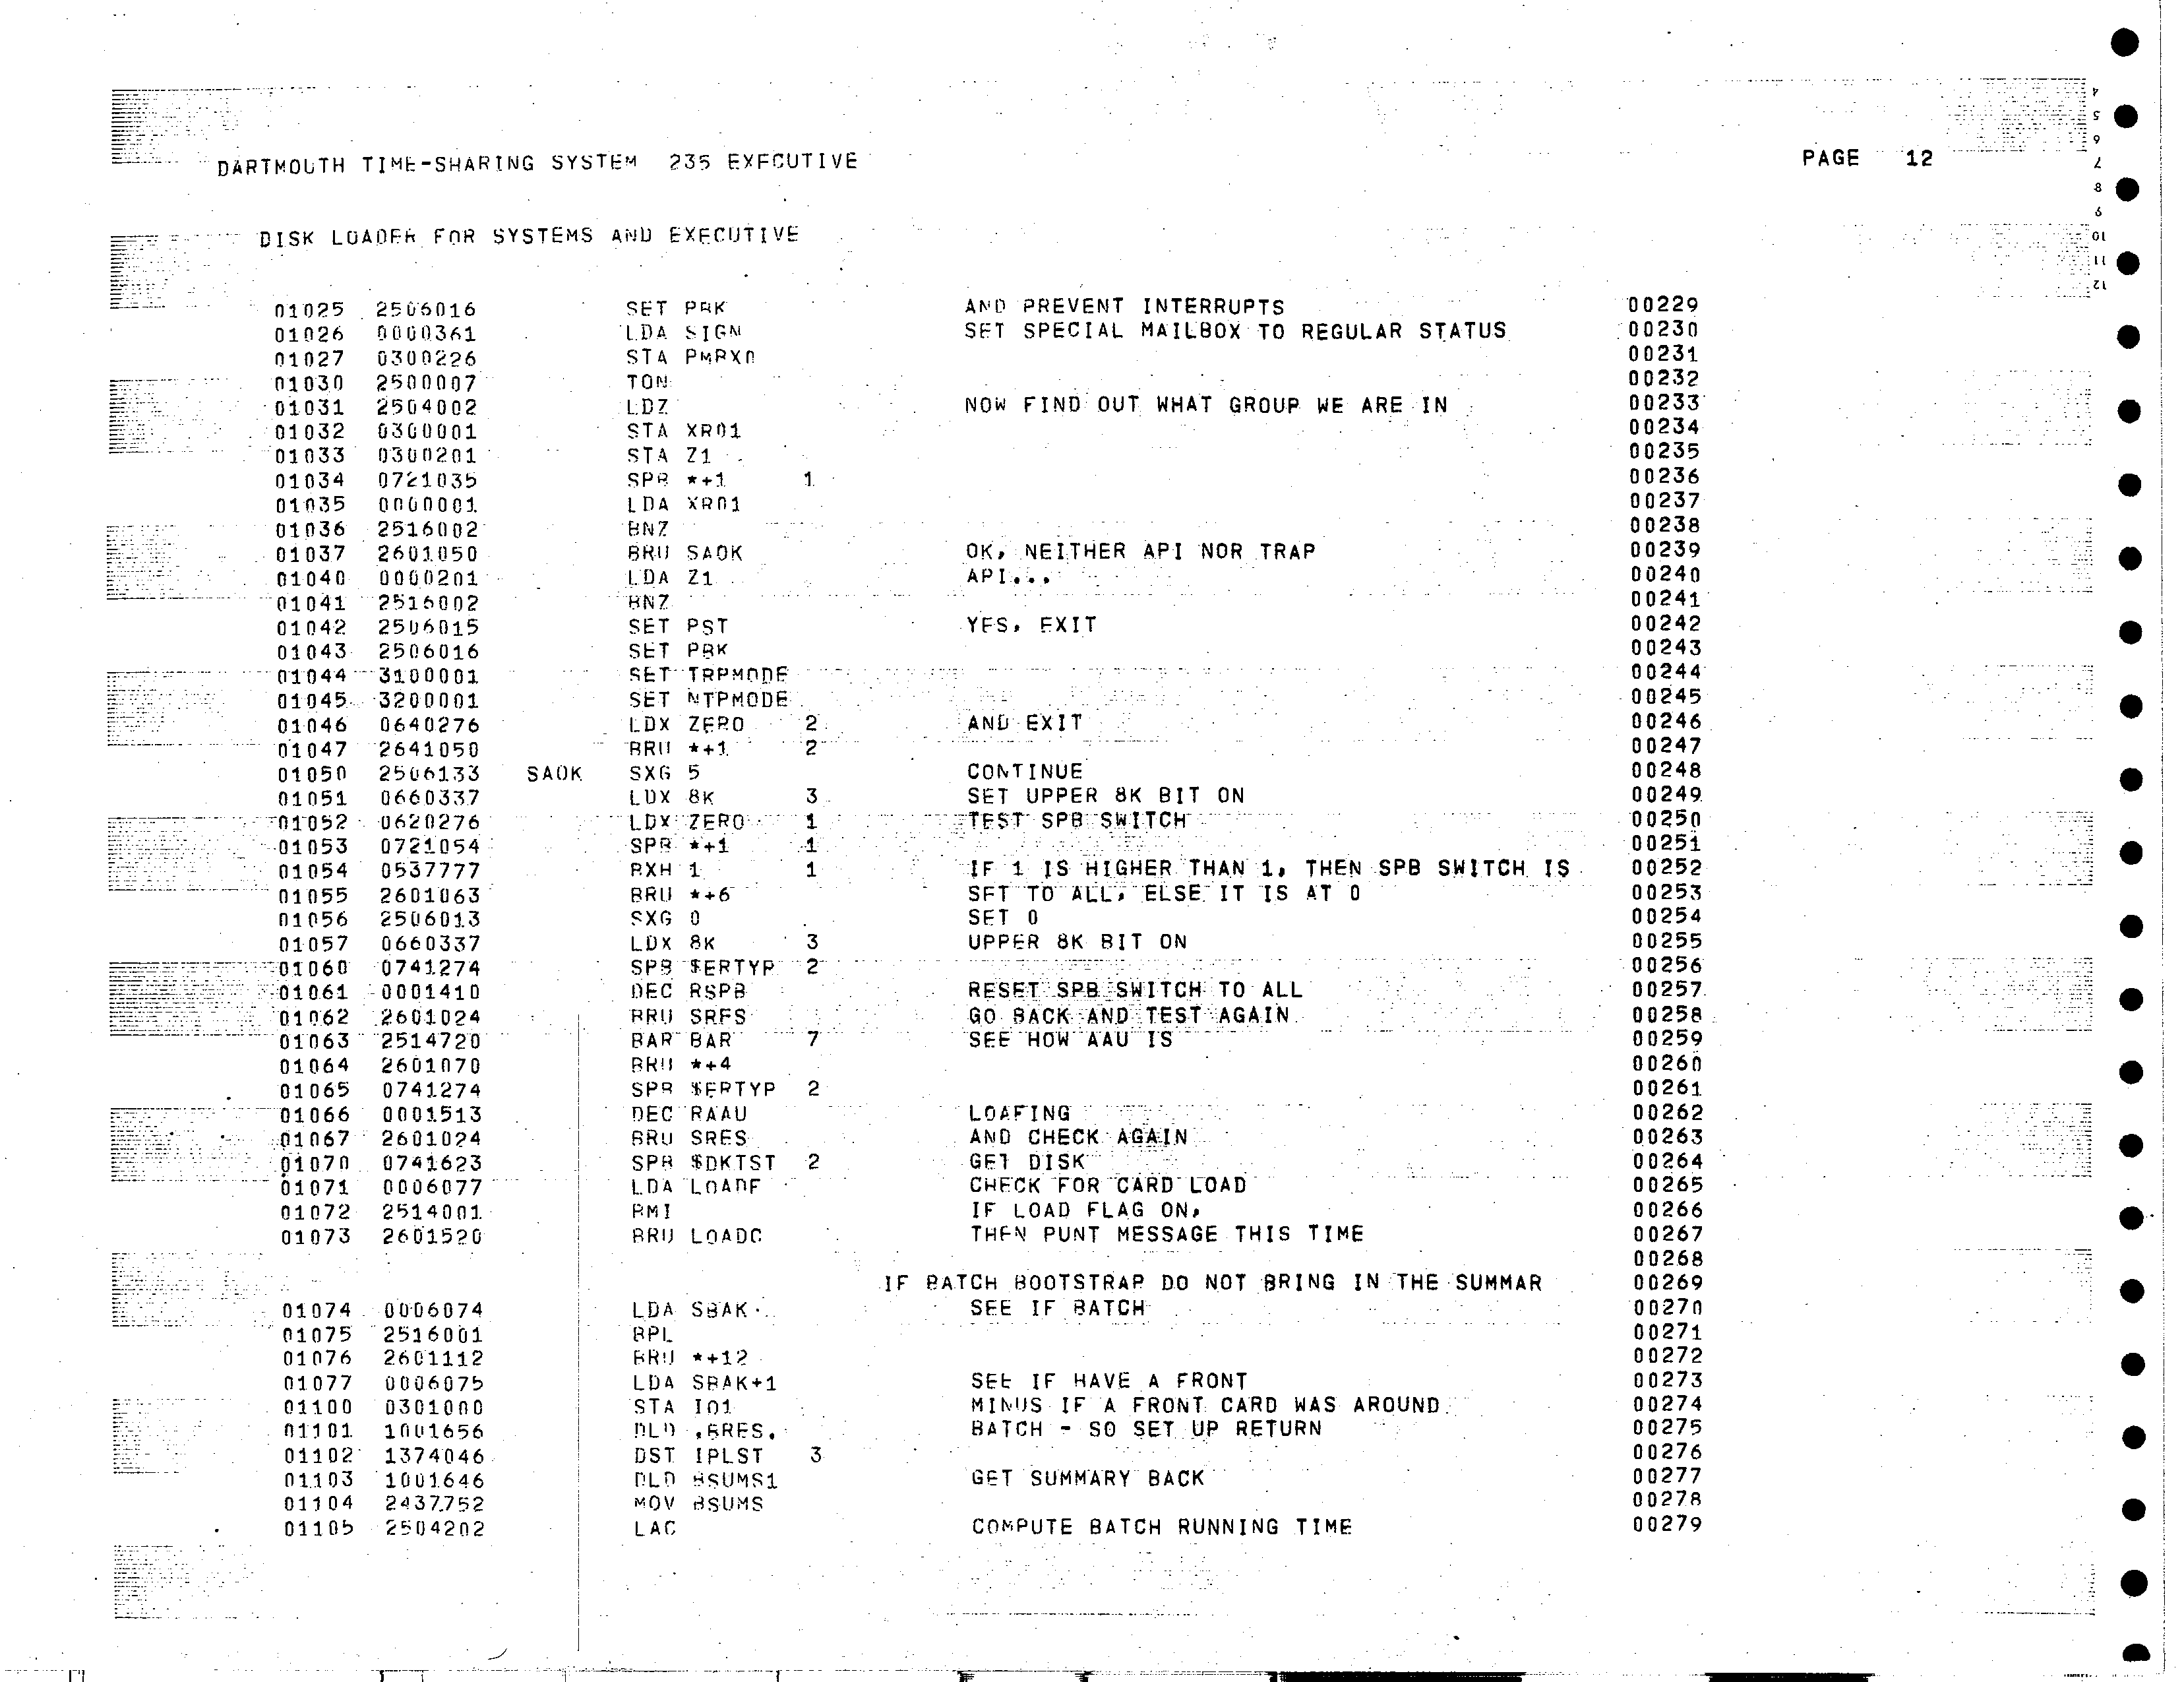 DARTMOUTH TIME-SHARING SYSTEM 235 EXECUTIVE PAGE 12
DISK LOADER FOR SYSTEMS AND EXECUTIVE
01025 2506016 SET PBK AND PREVENT INTERRUPTS 00229
01026 0000361 LDA SIGN SET SPECIAL MAILBOX TO REGULAR STATUS 00230
01027 0300226 STA PMBX0 00231
01030 2500007 TON 00232
01031 2504002 LDZ NOW FIND OUT WHAT GROUP WE ARE IN 00233
01032 0300001 STA XR01 00234
01033 0300201 STA Z1 00235
01034 0721035 SPB *+1 1 00236
01035 0000001 LDA XR01 00237
01036 2516002 BNZ 00238
01037 2601050 BRU SAOK OK, NEITHER API NOR TRAP 00239
01040 0000201 LDA Z1 API... 00240
01041 2516002 BNZ 00241
01042 2506015 SET PST YES, EXIT 00242
01043 2506016 SET PBK 00243
01044 3100001 SET TRPMODE 00244
01045 3200001 SET NTPMODE 00245
01046 0640276 LDX ZERO 2 AND EXIT 00246
01047 2641050 BRU *+1 2 00247
01050 2506133 SAOK SXG 5 CONTINUE 00248
01051 0660337 LDX 8K 3 SET UPPER 8K BIT ON 00249
01052 0620276 LDX ZERO 1 TEST SPB SWITCH 00250
01053 0721054 SPB *+1 1 00251
01054 0537777 BXH 1 1 IF 1 IS HIGHER THAN 1, THEN SPB SWITCH IS 00252
01055 2601063 BRU *+6 SET TO ALL, ELSE IT IS AT 0 00253
01056 2506013 SXG 0 SET 0 00254
01057 0660337 LDX 8K 3 UPPER 8K BIT ON 00255
01060 0741274 SPB $ERTYP 2 00256
01061 0001410 DEC RSPB RESET SPB SWITCH TO ALL 00257
01062 2601024 BRU SRES GO BACK AND TEST AGAIN 00258
01063 2514720 BAR BAR 7 SEE HOW AAU IS 00259
01064 2601070 BRU *+4 00260
01065 0741274 SPB $ERTYP 2 00261
01066 0001513 DEC RAAU LOAFING 00262
01067 2601024 BRU SRES AND CHECK AGAIN 00263
01070 0741623 SPB $DKTST 2 GET DISK 00264
01071 0006077 LDA LOADF CHECK FOR CARD LOAD 00265
01072 2514001 BMI IF LOAD FLAG ON, 00266
01073 2601520 BRU LOADC THEN PUNT MESSAGE THIS TIME 00267
00268
IF BATCH BOOTSTRAP DO NOT BRING IN THE SUMMAR 00269
01074 0006074 LDA SBAK SEE IF BATCH 00270
01075 2516001 BPL 00271
01076 2601112 BRU *+12 00272
01077 0006075 LDA SBAK+1 SEE IF HAVE A FRONT 00273
01100 0301000 STA IO1 MINUS IF A FRONT CARD WAS AROUND 00274
01101 1001656 DLD .BRES. BATCH - SO SET UP RETURN 00275
01102 1374046 DST IPLST 3 00276
01103 1001646 DLD BSUMS1 GET SUMMARY BACK 00277
01104 2437752 MOV BSUMS 00278
01105 2504202 LAC COMPUTE BATCH RUNNING TIME 00279
4
5
6
7
8
9
10
11
12